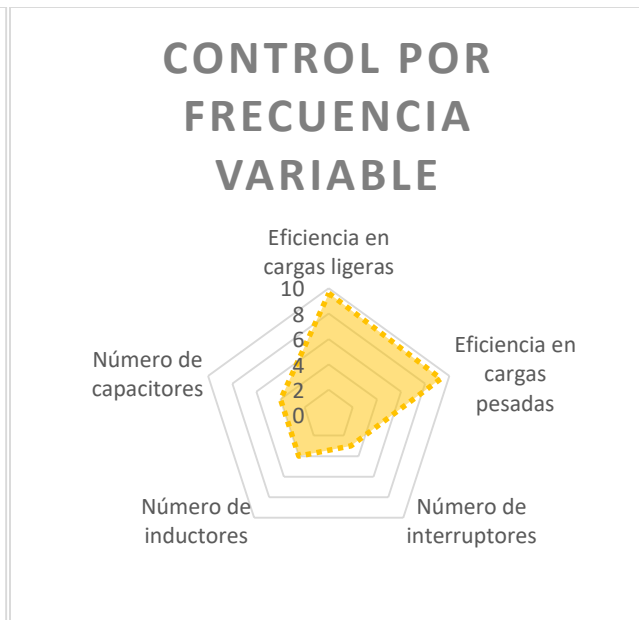 CONTROL POR
FRECUENCIA
VARIABLE
Eficiencia en
cargas ligeras
10
8
6
4
2
0
Eficiencia en
cargas
pesadas
Número de
interruptores
Número de
inductores
Número de
capacitores